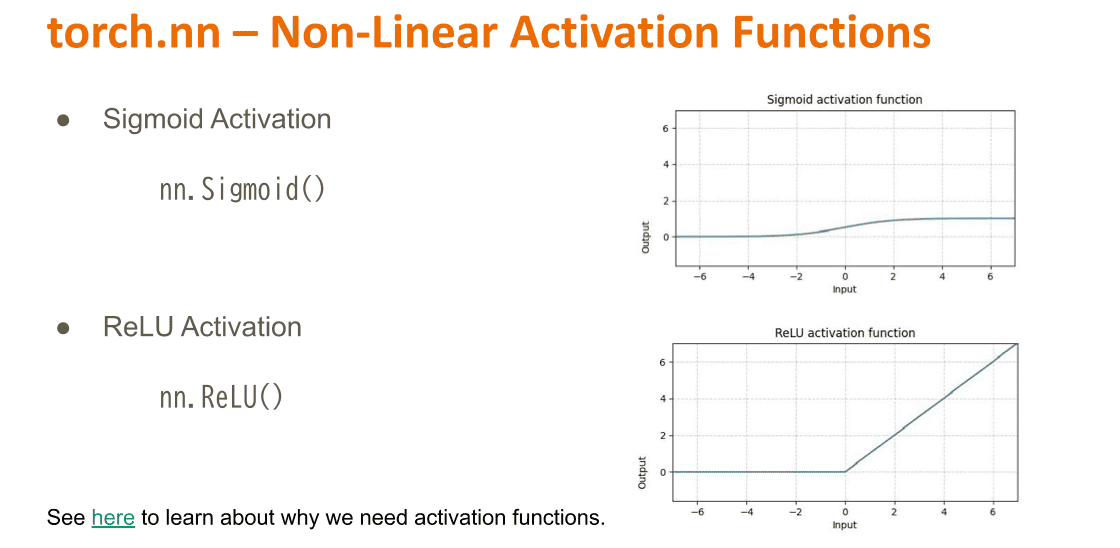 torch.nn – Non-Linear Activation Functions
● Sigmoid Activation
nn.Sigmoid()
Sigmoid activation function
6
4
2
0
Output
−6 −4 −2 0 2 4 6
Input
● ReLU Activation
nn.ReLU()
ReLU activation function
6
4
2
0
Output
−6 −4 −2 0 2 4 6
Input
See here to learn about why we need activation functions.